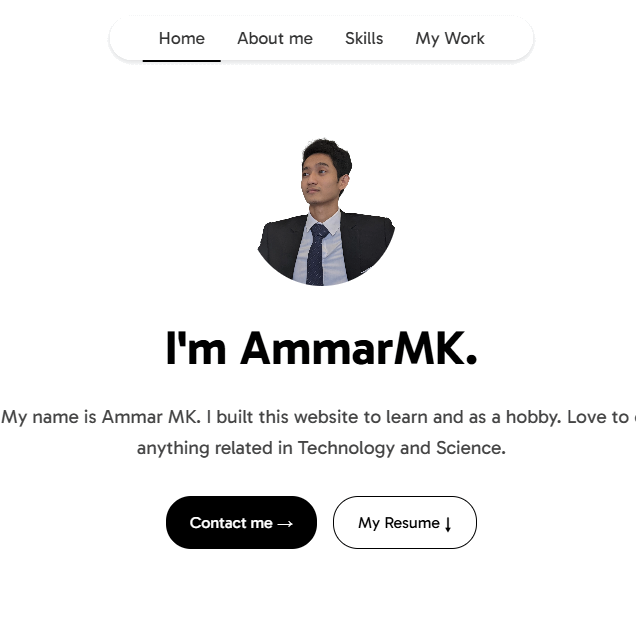 Home About me Skills My Work
I'm AmmarMK.
My name is Ammar MK. I built this website to learn and as a hobby. Love to
anything related in Technology and Science.
Contact me → My Resume ↓